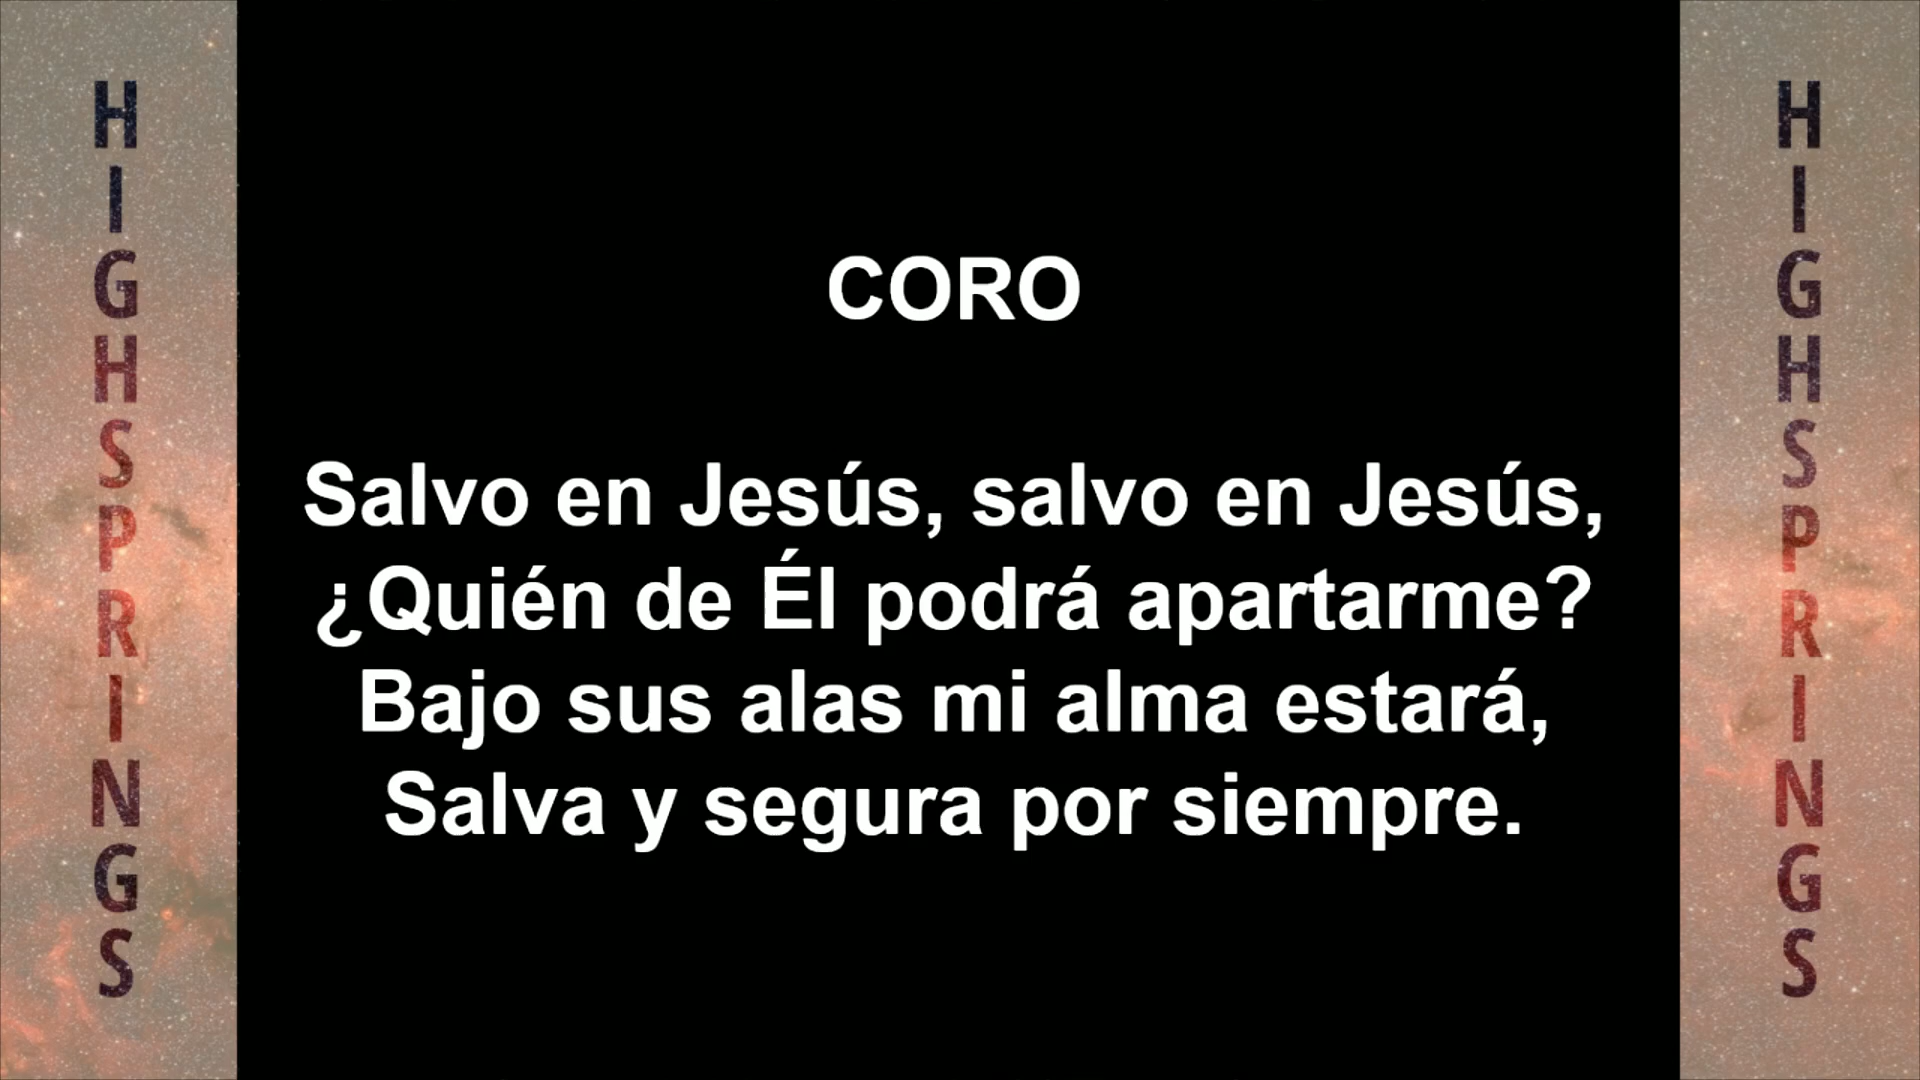 HIGHSPRINGS
CORO
Salvo en Jesús, salvo en Jesús,
¿Quién de Él podrá apartarme?
Bajo sus alas mi alma estará,
Salva y segura por siempre.
HIGHSPRINGS